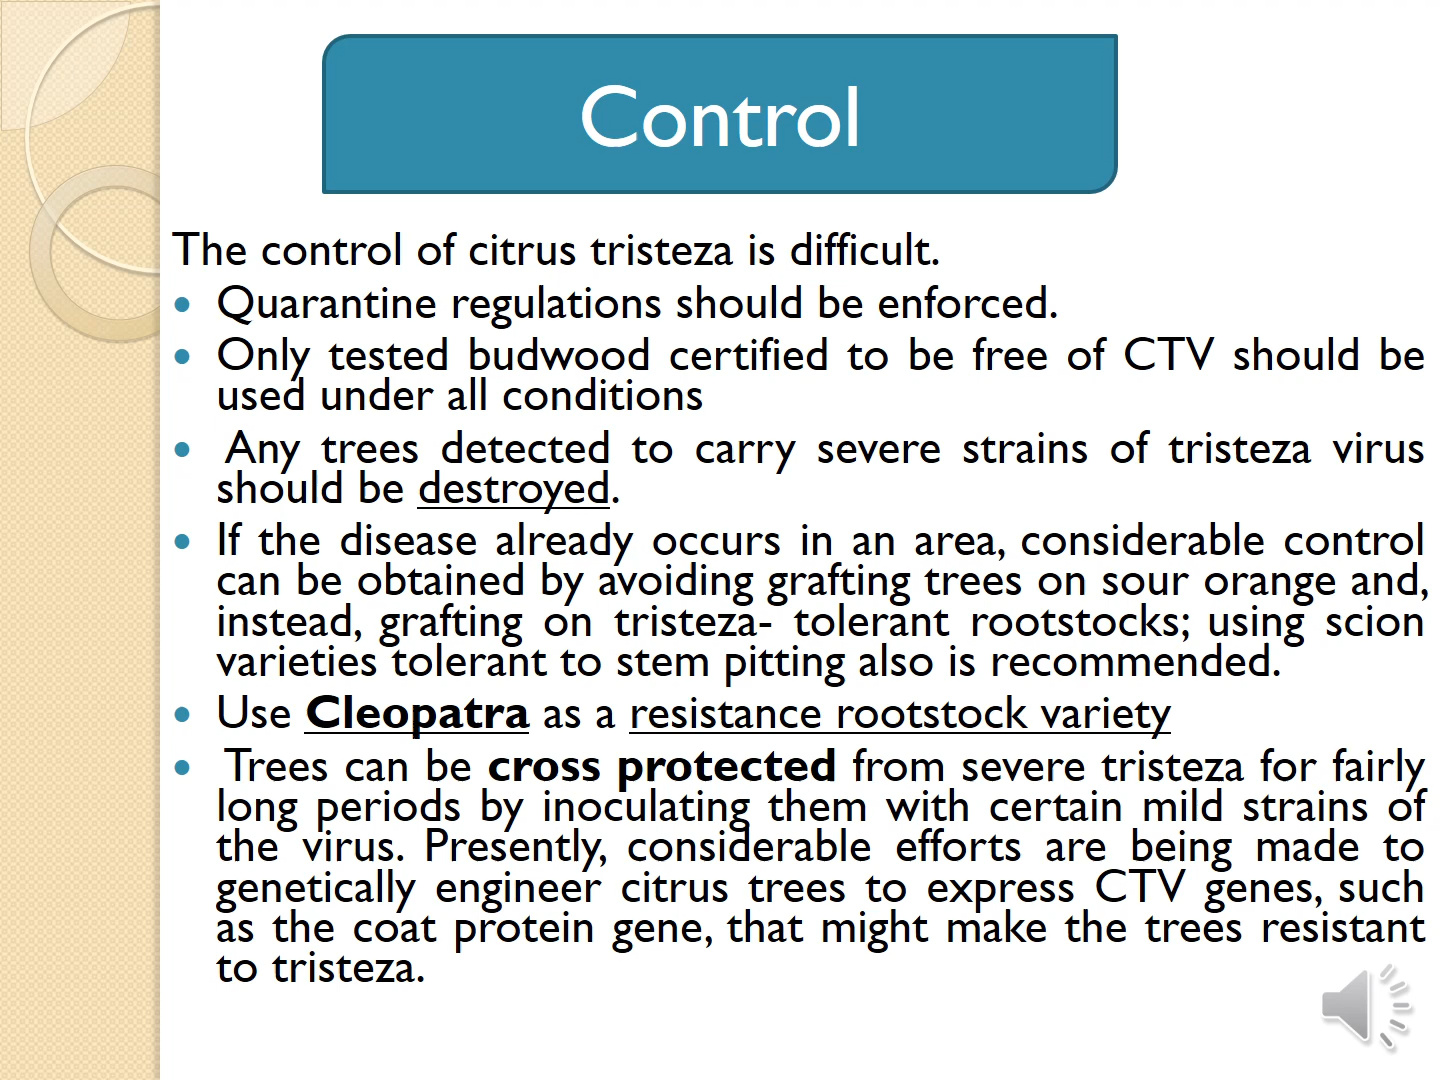 Control
The control of citrus tristeza is difficult.
• Quarantine regulations should be enforced.
• Only tested budwood certified to be free of CTV should be
used under all conditions
• Any trees detected to carry severe strains of tristeza virus
should be destroyed.
• If the disease already occurs in an area, considerable control
can be obtained by avoiding grafting trees on sour orange and,
instead, grafting on tristeza- tolerant rootstocks; using scion
varieties tolerant to stem pitting also is recommended.
• Use Cleopatra as a resistance rootstock variety
• Trees can be cross protected from severe tristeza for fairly
long periods by inoculating them with certain mild strains of
the virus. Presently, considerable efforts are being made to
genetically engineer citrus trees to express CTV genes, such
as the coat protein gene, that might make the trees resistant
to tristeza.